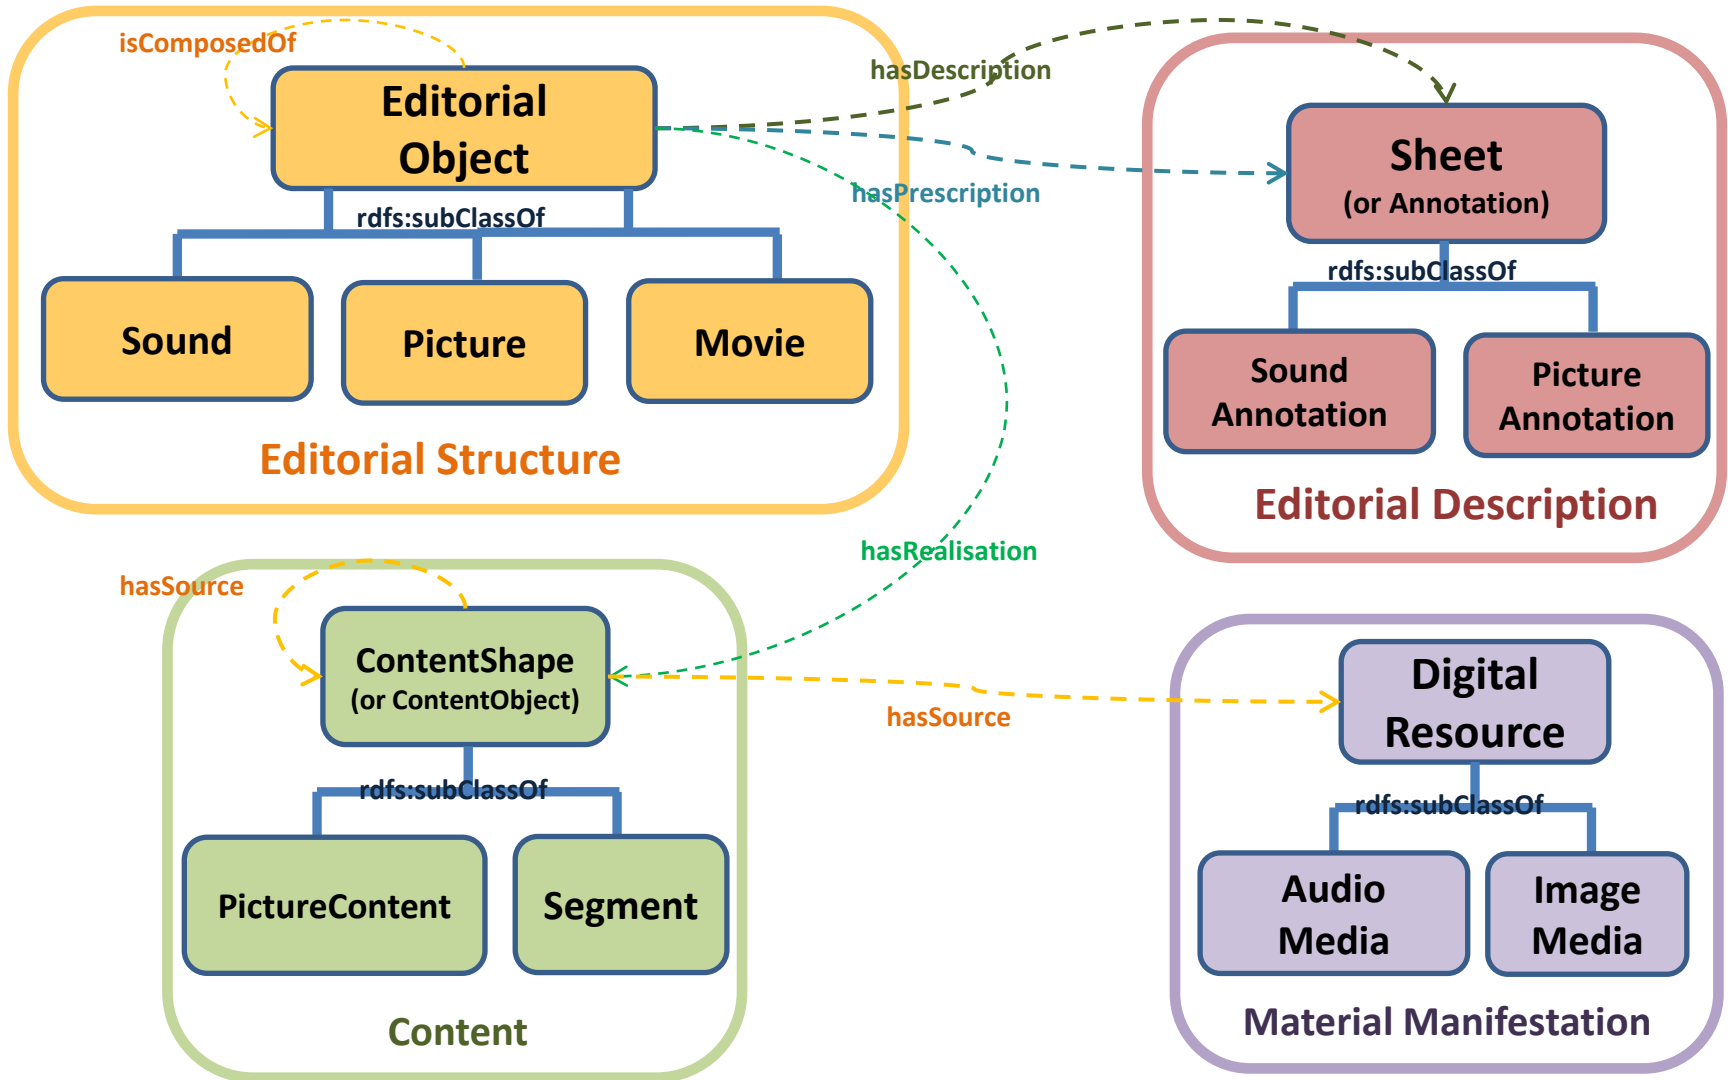 isComposedOf
Editorial
Object
rdfs:subClassOf
Sound
Picture
Movie
Editorial Structure
hasDescription
hasPrescription
Sheet
(or Annotation)
rdfs:subClassOf
Sound
Annotation
Picture
Annotation
Editorial Description
hasRealisation
hasSource
ContentShape
(or ContentObject)
rdfs:subClassOf
PictureContent
Segment
Content
hasSource
Digital
Resource
rdfs:subClassOf
Audio
Media
Image
Media
Material Manifestation